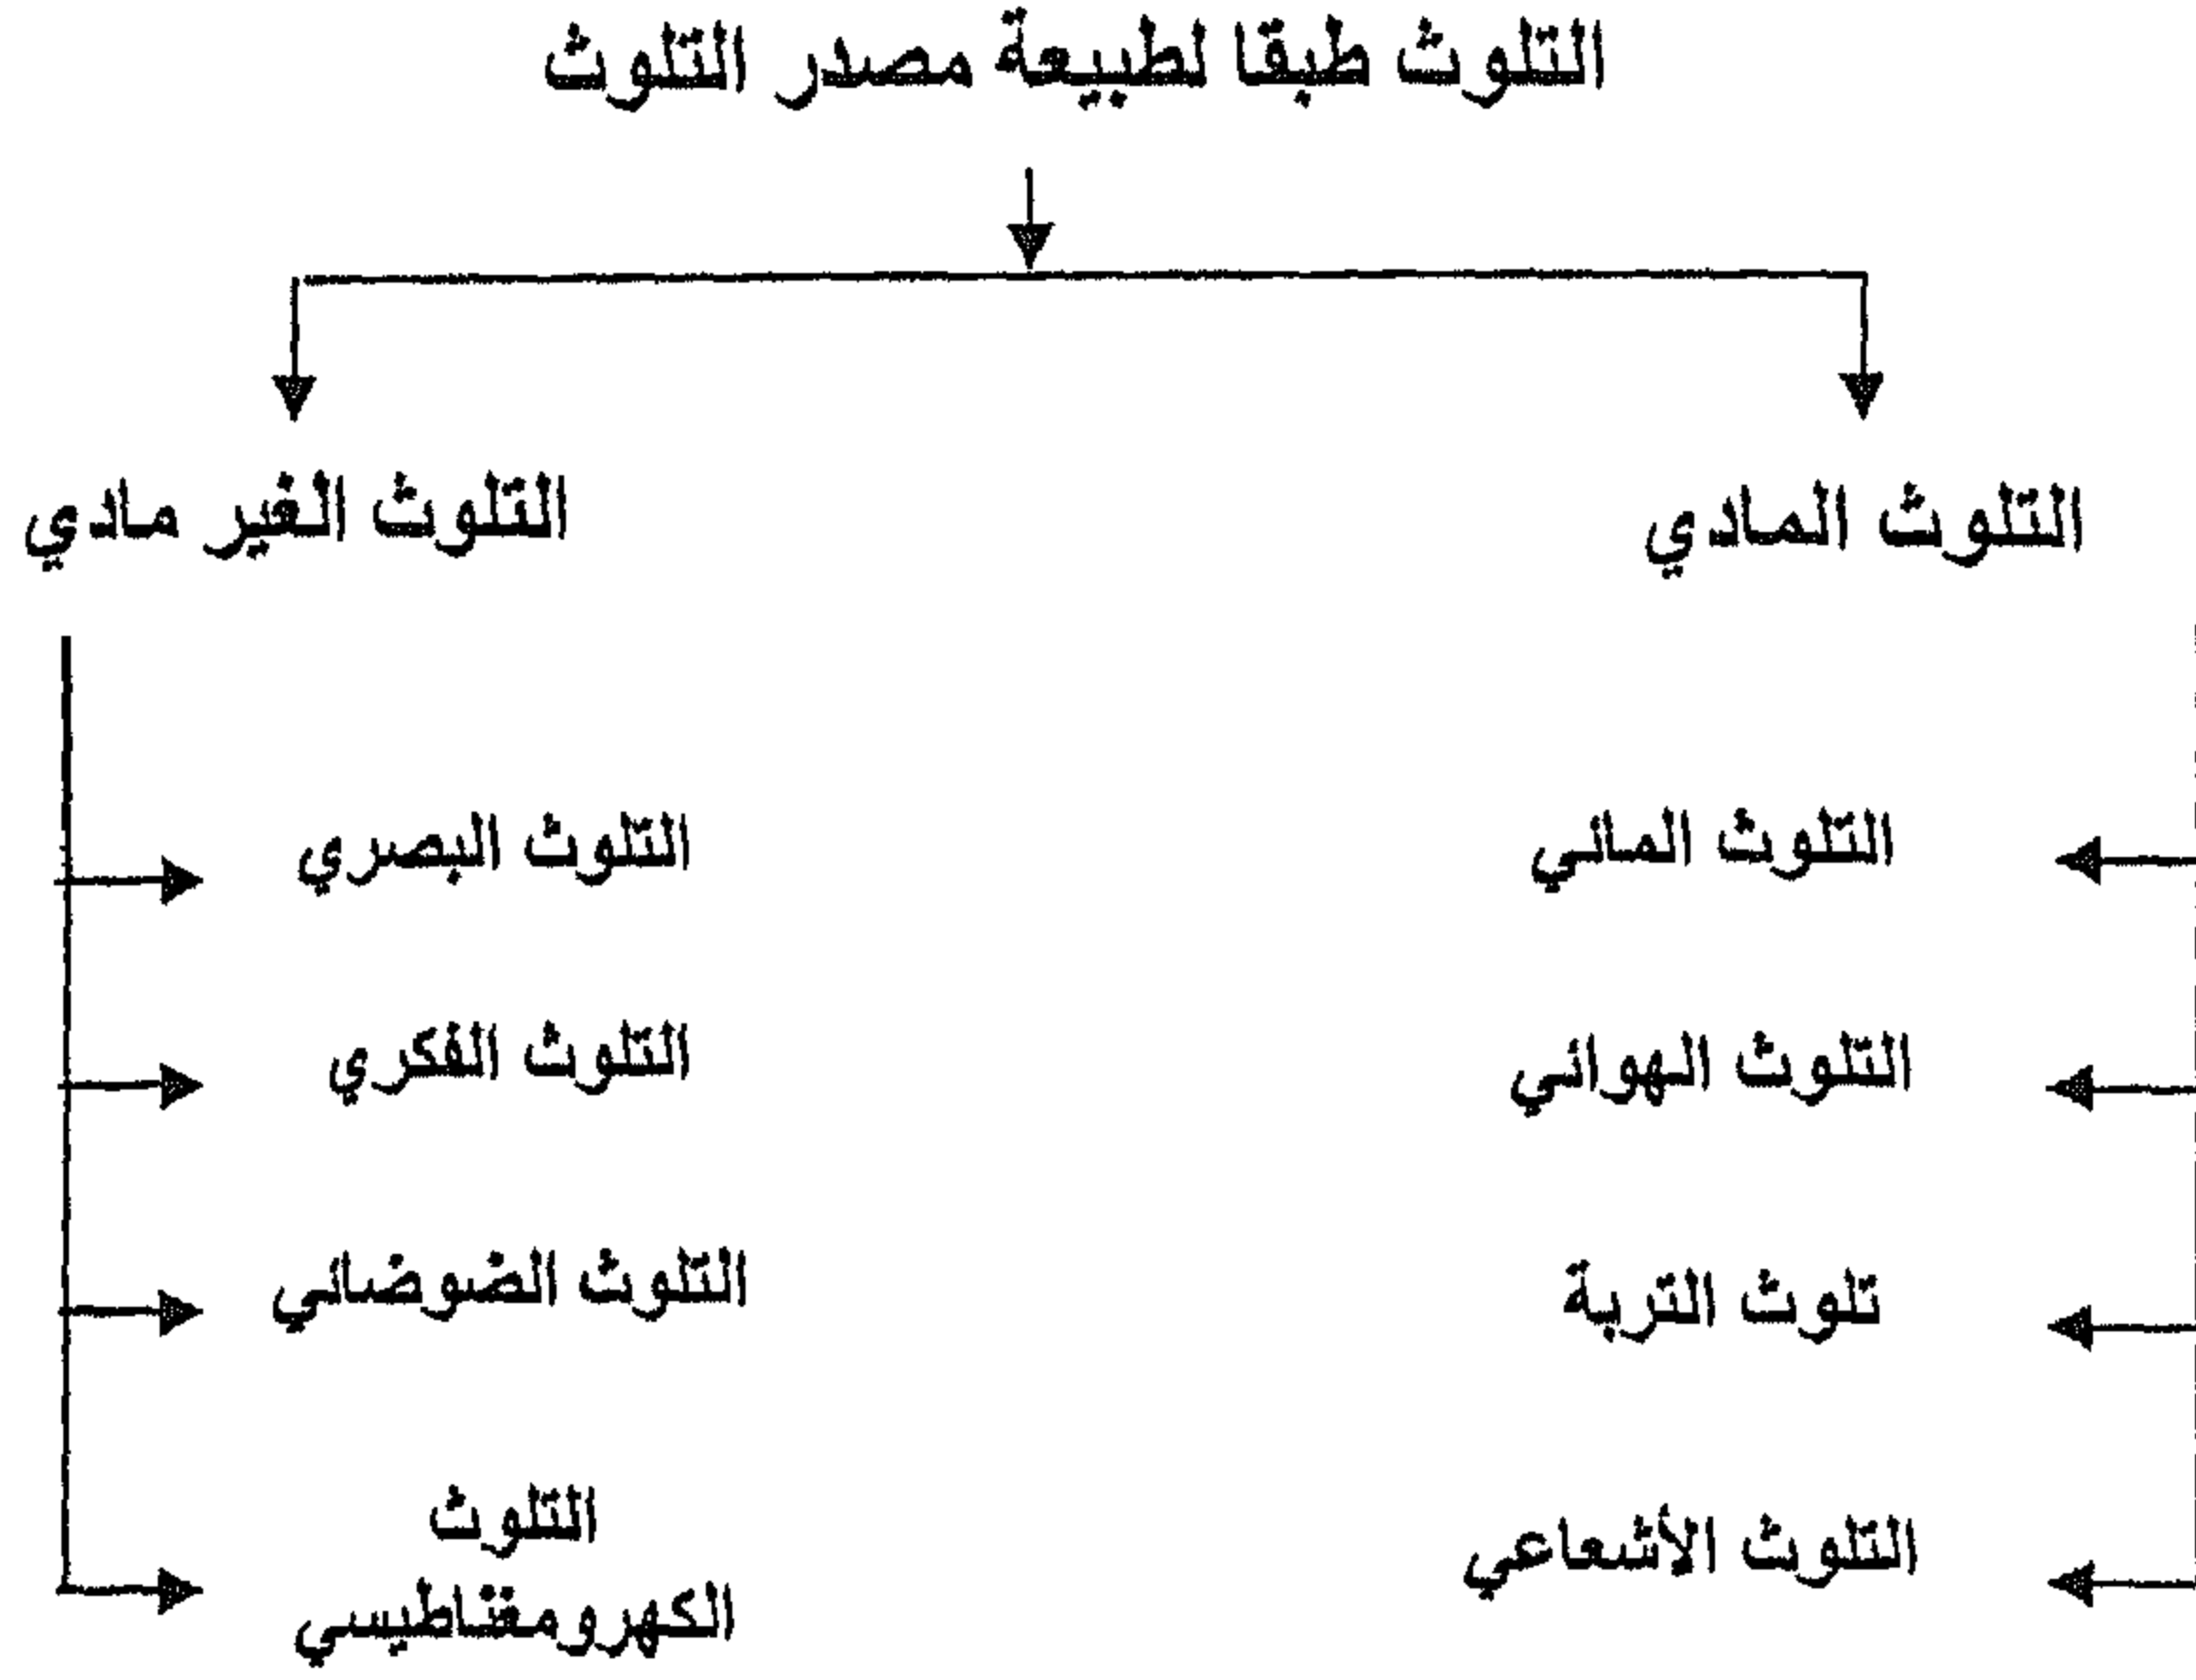 التلوث طبقا لطبيعة مصدر التلوث
التلوث المادي
التلوث الغير مادي
التلوث المائي
التلوث البصري
التلوث الهوائي
التلوث الفكري
تلوث التربة
التلوث الضوضائي
التلوث الأشعاعي
التلوث
الكهرومغناطيسي